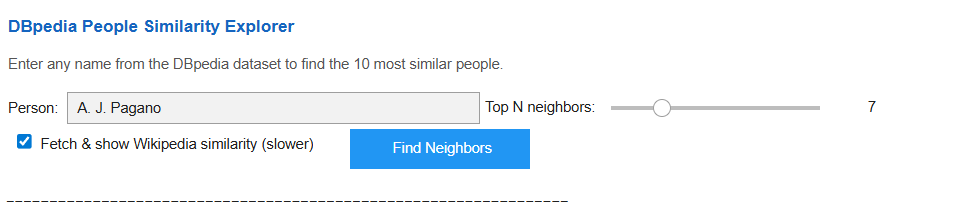 DBpedia People Similarity Explorer
Enter any name from the DBpedia dataset to find the 10 most similar people.
Person: A. J. Pagano Top N neighbors: 7
Fetch & show Wikipedia similarity (slower) Find Neighbors